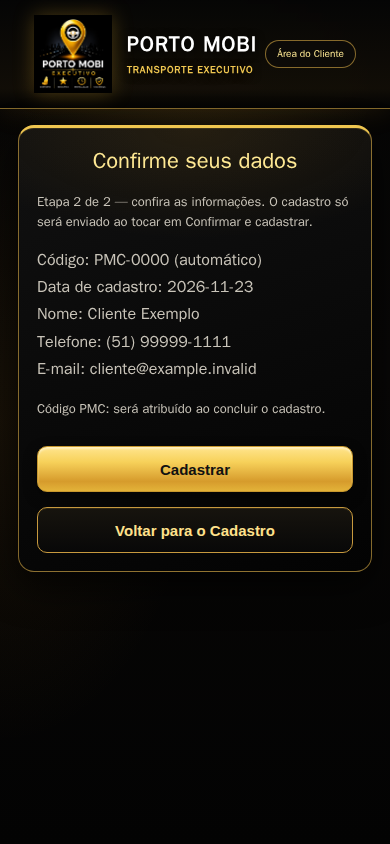 PORTO MOBI
EXECUTIVO
PORTO MOBI
TRANSPORTE EXECUTIVO
Área do Cliente
Confirme seus dados
Etapa 2 de 2 — confira as informações. O cadastro só
será enviado ao tocar em Confirmar e cadastrar.
Código: PMC-0000 (automático)
Data de cadastro: 2026-11-23
Nome: Cliente Exemplo
Telefone: (51) 99999-1111
E-mail: cliente@example.invalid
Código PMC: será atribuído ao concluir o cadastro.
Cadastrar
Voltar para o Cadastro